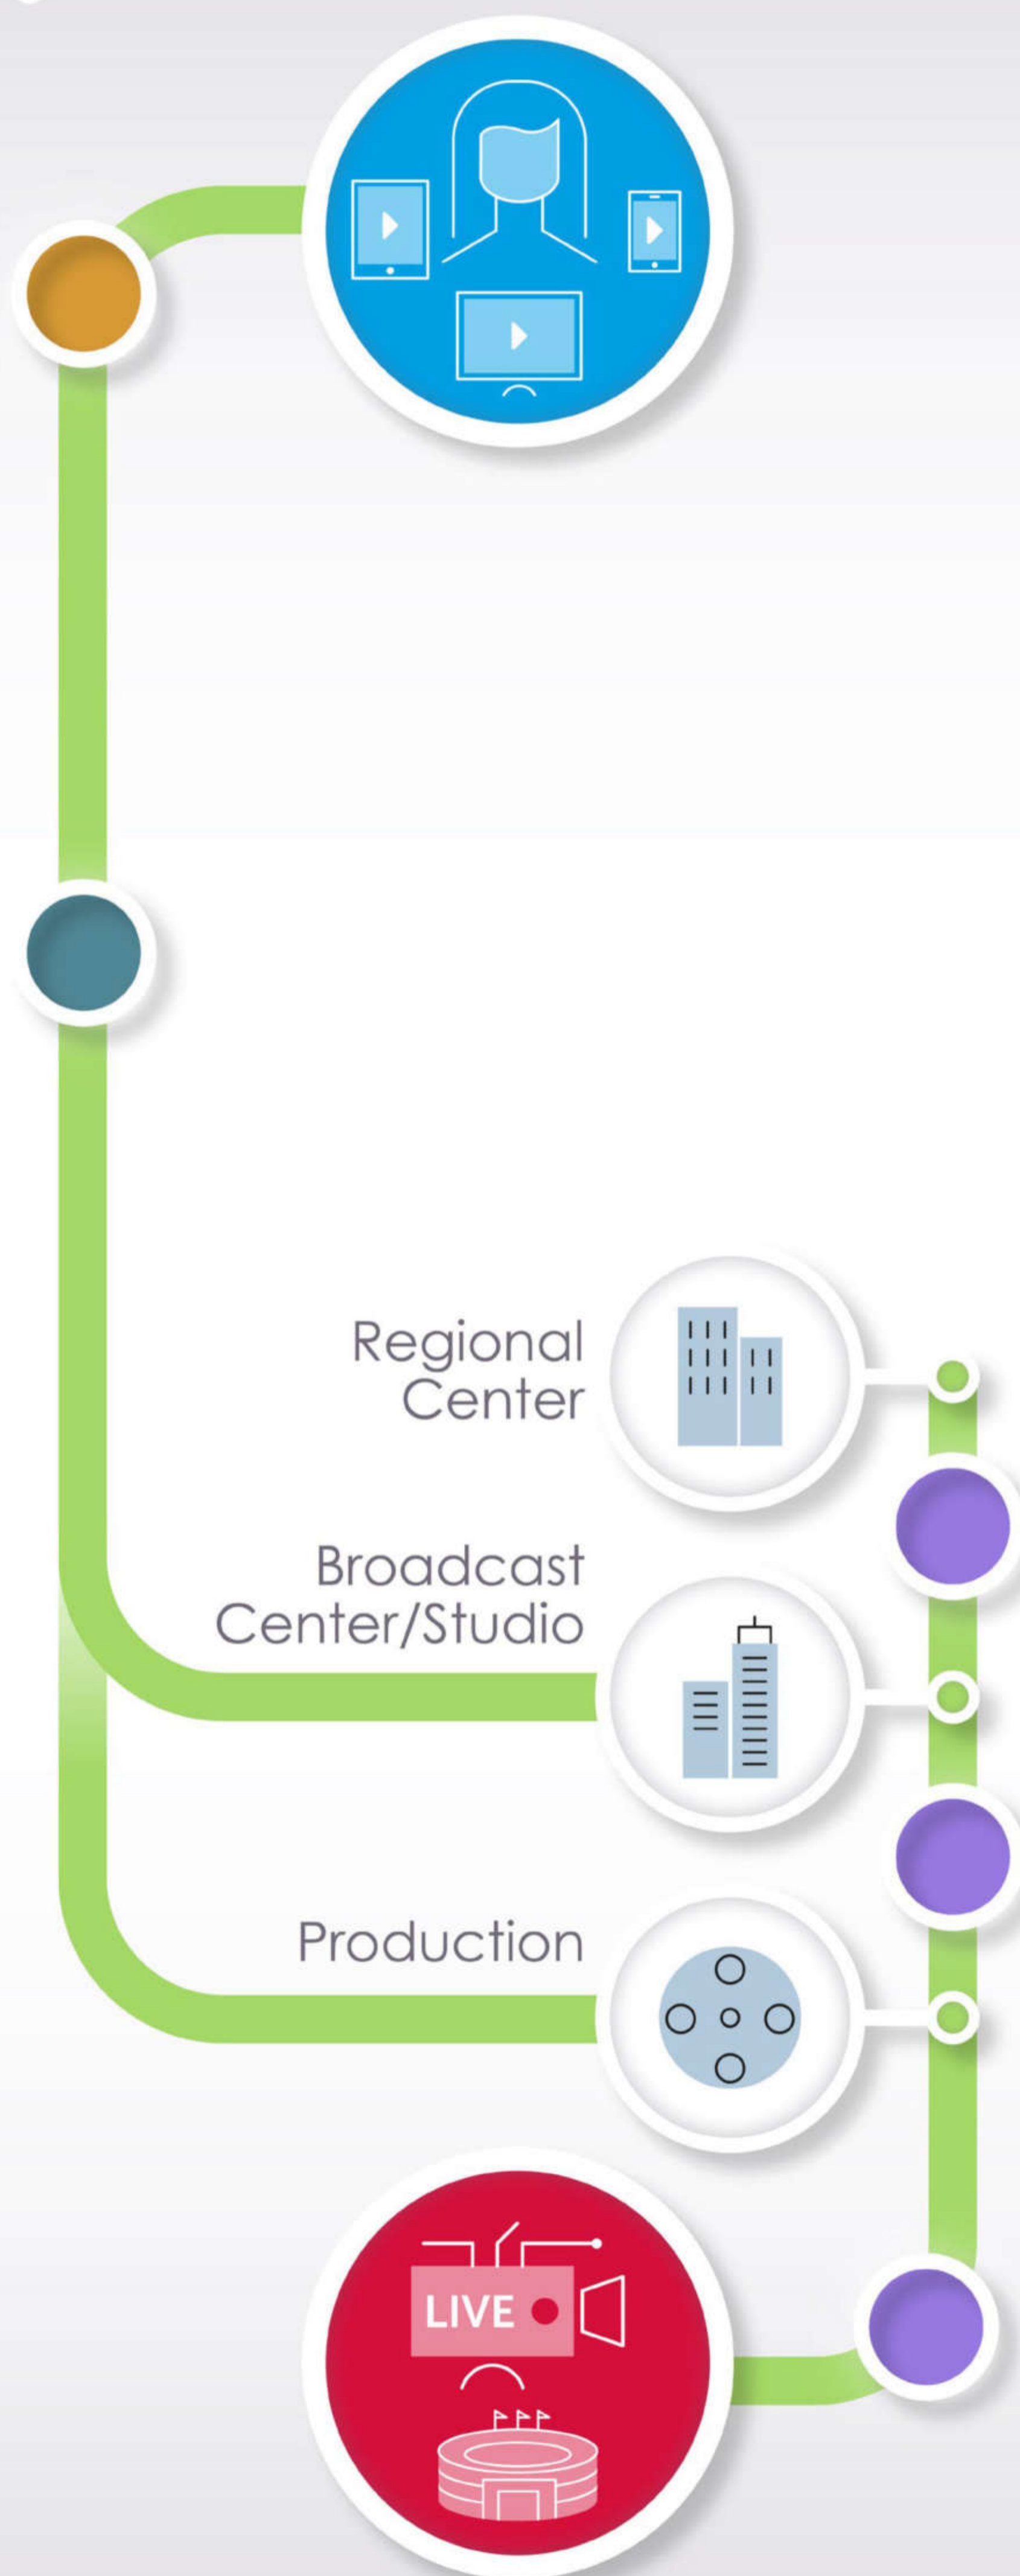 Regional
Center
Broadcast
Center/Studio
Production
LIVE